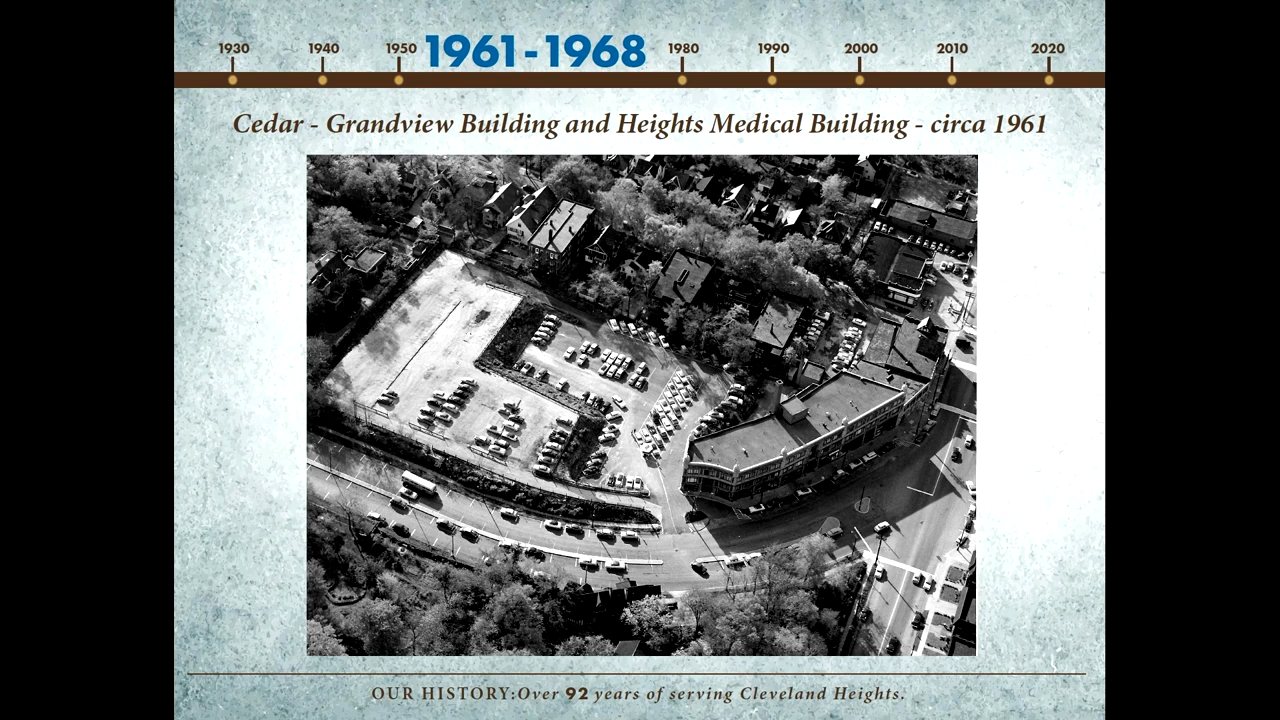 1930 1940 1950 1961-1968 1980 1990 2000 2010 2020
Cedar - Grandview Building and Heights Medical Building - circa 1961
OUR HISTORY:Over 92 years of serving Cleveland Heights.